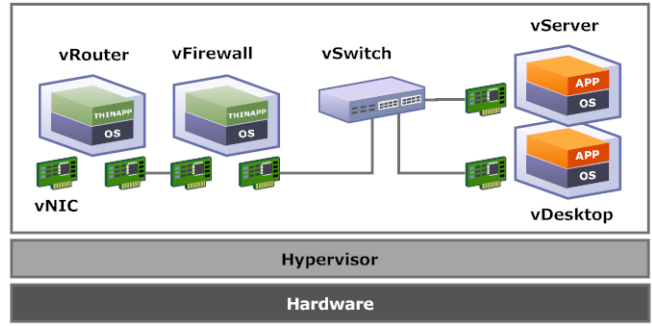 vServer
vRouter
vFirewall
vSwitch
APP
OS
THINAPP
OS
THINAPP
OS
APP
OS
vNIC
vDesktop
Hypervisor
Hardware